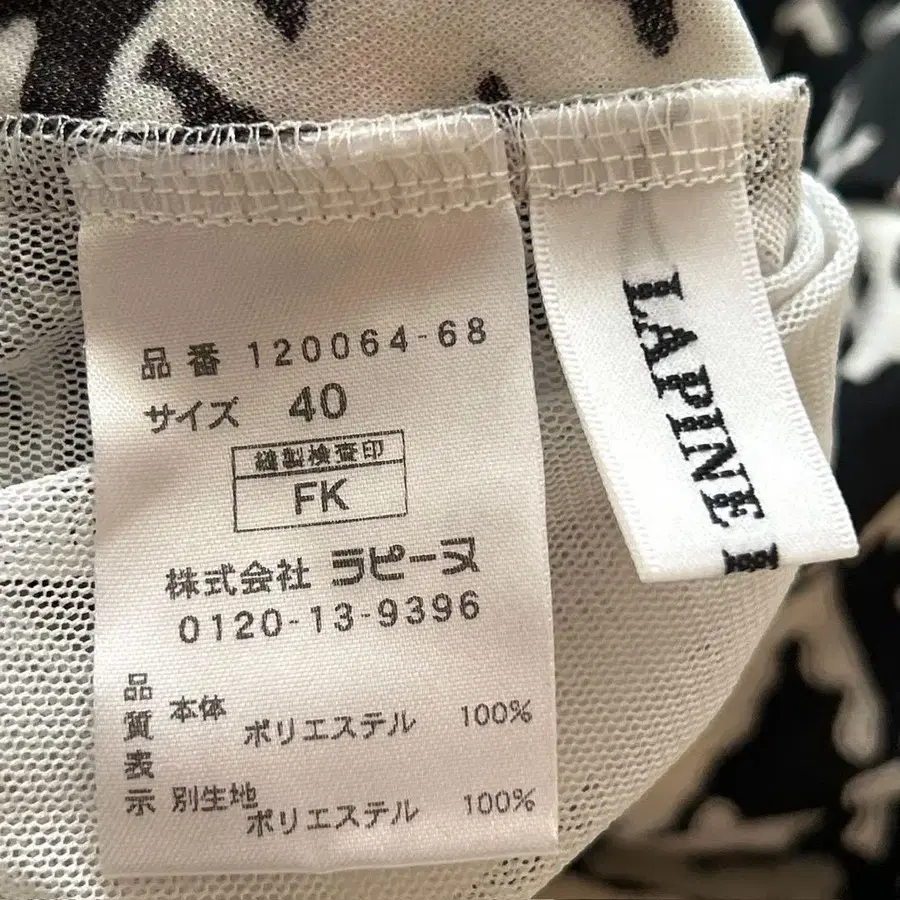 品番 120064-68
サイズ 40
縫製検査印
FK
株式会社 ラピーヌ
0120-13-9396
品質表示
本体 ポリエステル 100%
別生地 ポリエステル 100%
LAPINE